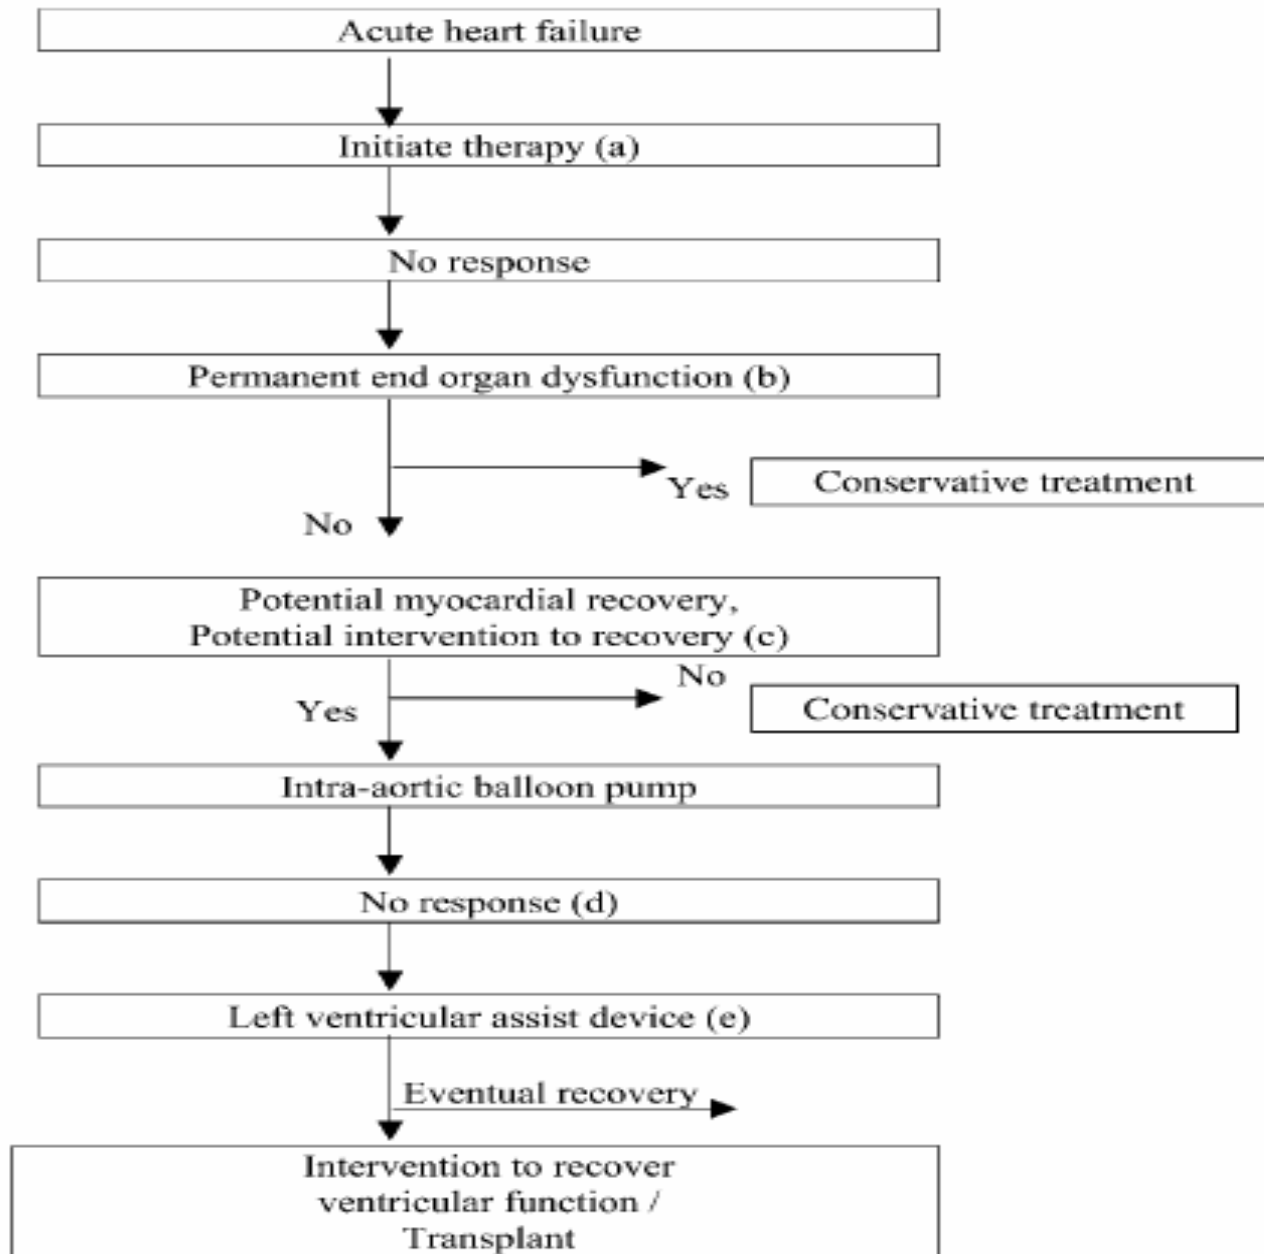 Acute heart failure
Initiate therapy (a)
No response
Permanent end organ dysfunction (b)
Yes
Conservative treatment
No
Potential myocardial recovery,
Potential intervention to recovery (c)
No
Yes
Conservative treatment
Intra-aortic balloon pump
No response (d)
Left ventricular assist device (e)
Eventual recovery
Intervention to recover
ventricular function /
Transplant